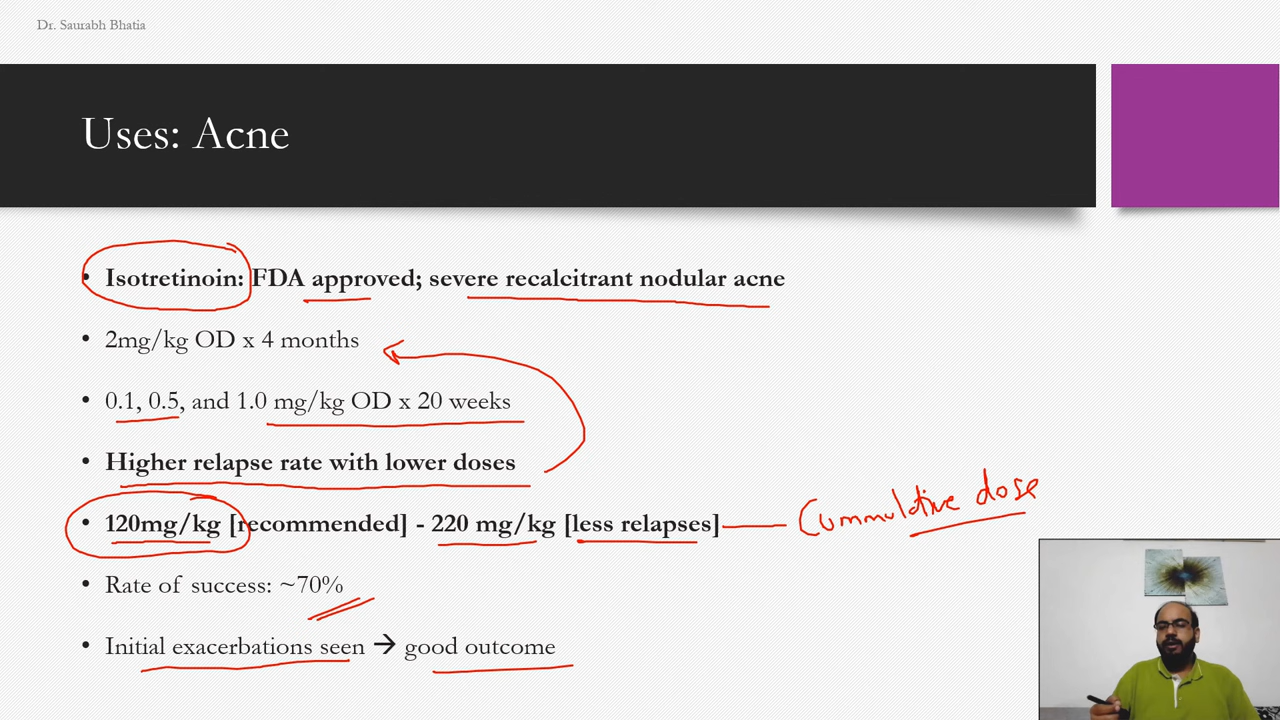 Dr. Saurabh Bhatia
Uses: Acne
• Isotretinoin: FDA approved; severe recalcitrant nodular acne
• 2mg/kg OD x 4 months
• 0.1, 0.5, and 1.0 mg/kg OD x 20 weeks
• Higher relapse rate with lower doses
• 120mg/kg [recommended] - 220 mg/kg [less relapses]
Cummulative dose
• Rate of success: ~70%
• Initial exacerbations seen → good outcome